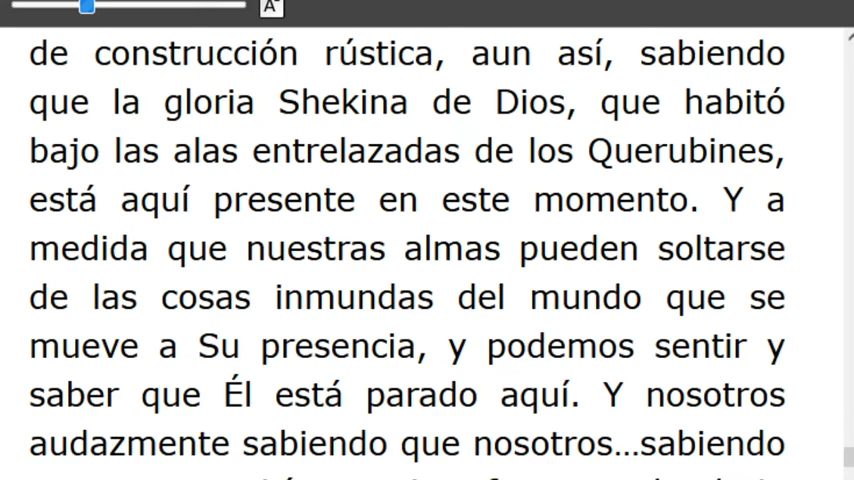 A
de construcción rústica, aun así, sabiendo
que la gloria Shekina de Dios, que habitó
bajo las alas entrelazadas de los Querubines,
está aquí presente en este momento. Y a
medida que nuestras almas pueden soltarse
de las cosas inmundas del mundo que se
mueve a Su presencia, y podemos sentir y
saber que Él está parado aquí. Y nosotros
audazmente sabiendo que nosotros...sabiendo